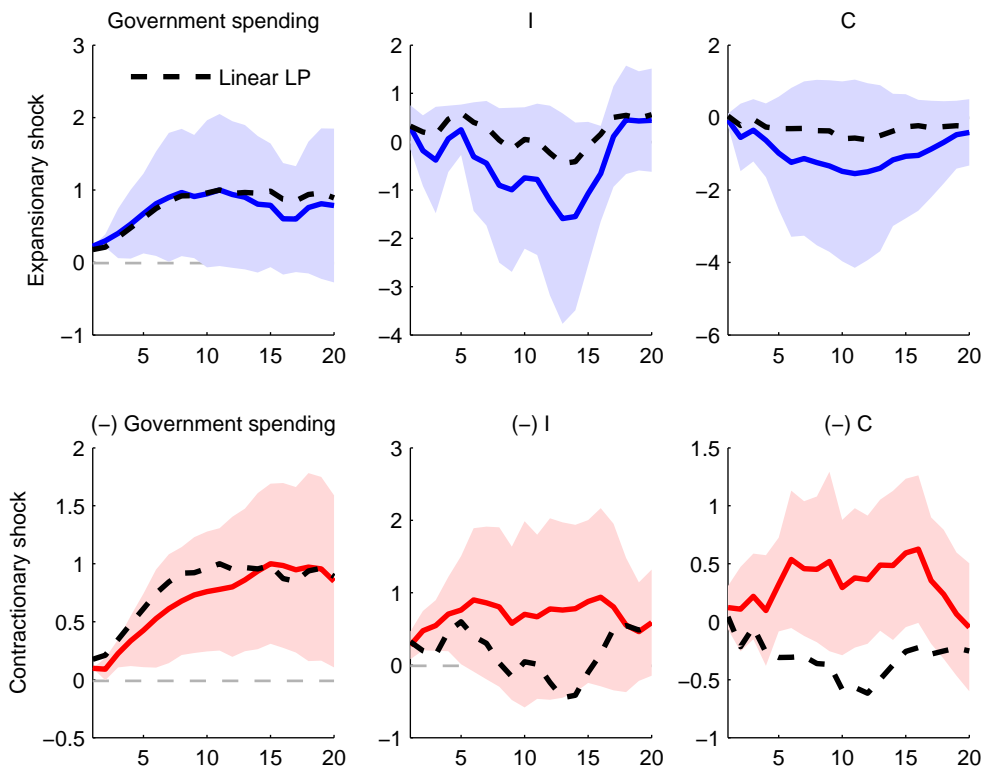 Government spending
I
C
3
2
1
0
−1
Linear LP
2
1
0
−1
−2
−3
−4
2
0
−2
−4
−6
5 10 15 20
5 10 15 20
5 10 15 20
Expansionary shock
(-) Government spending
(-) I
(-) C
2
1.5
1
0.5
0
−0.5
3
2
1
0
−1
1.5
1
0.5
0
−0.5
−1
5 10 15 20
5 10 15 20
5 10 15 20
Contractionary shock